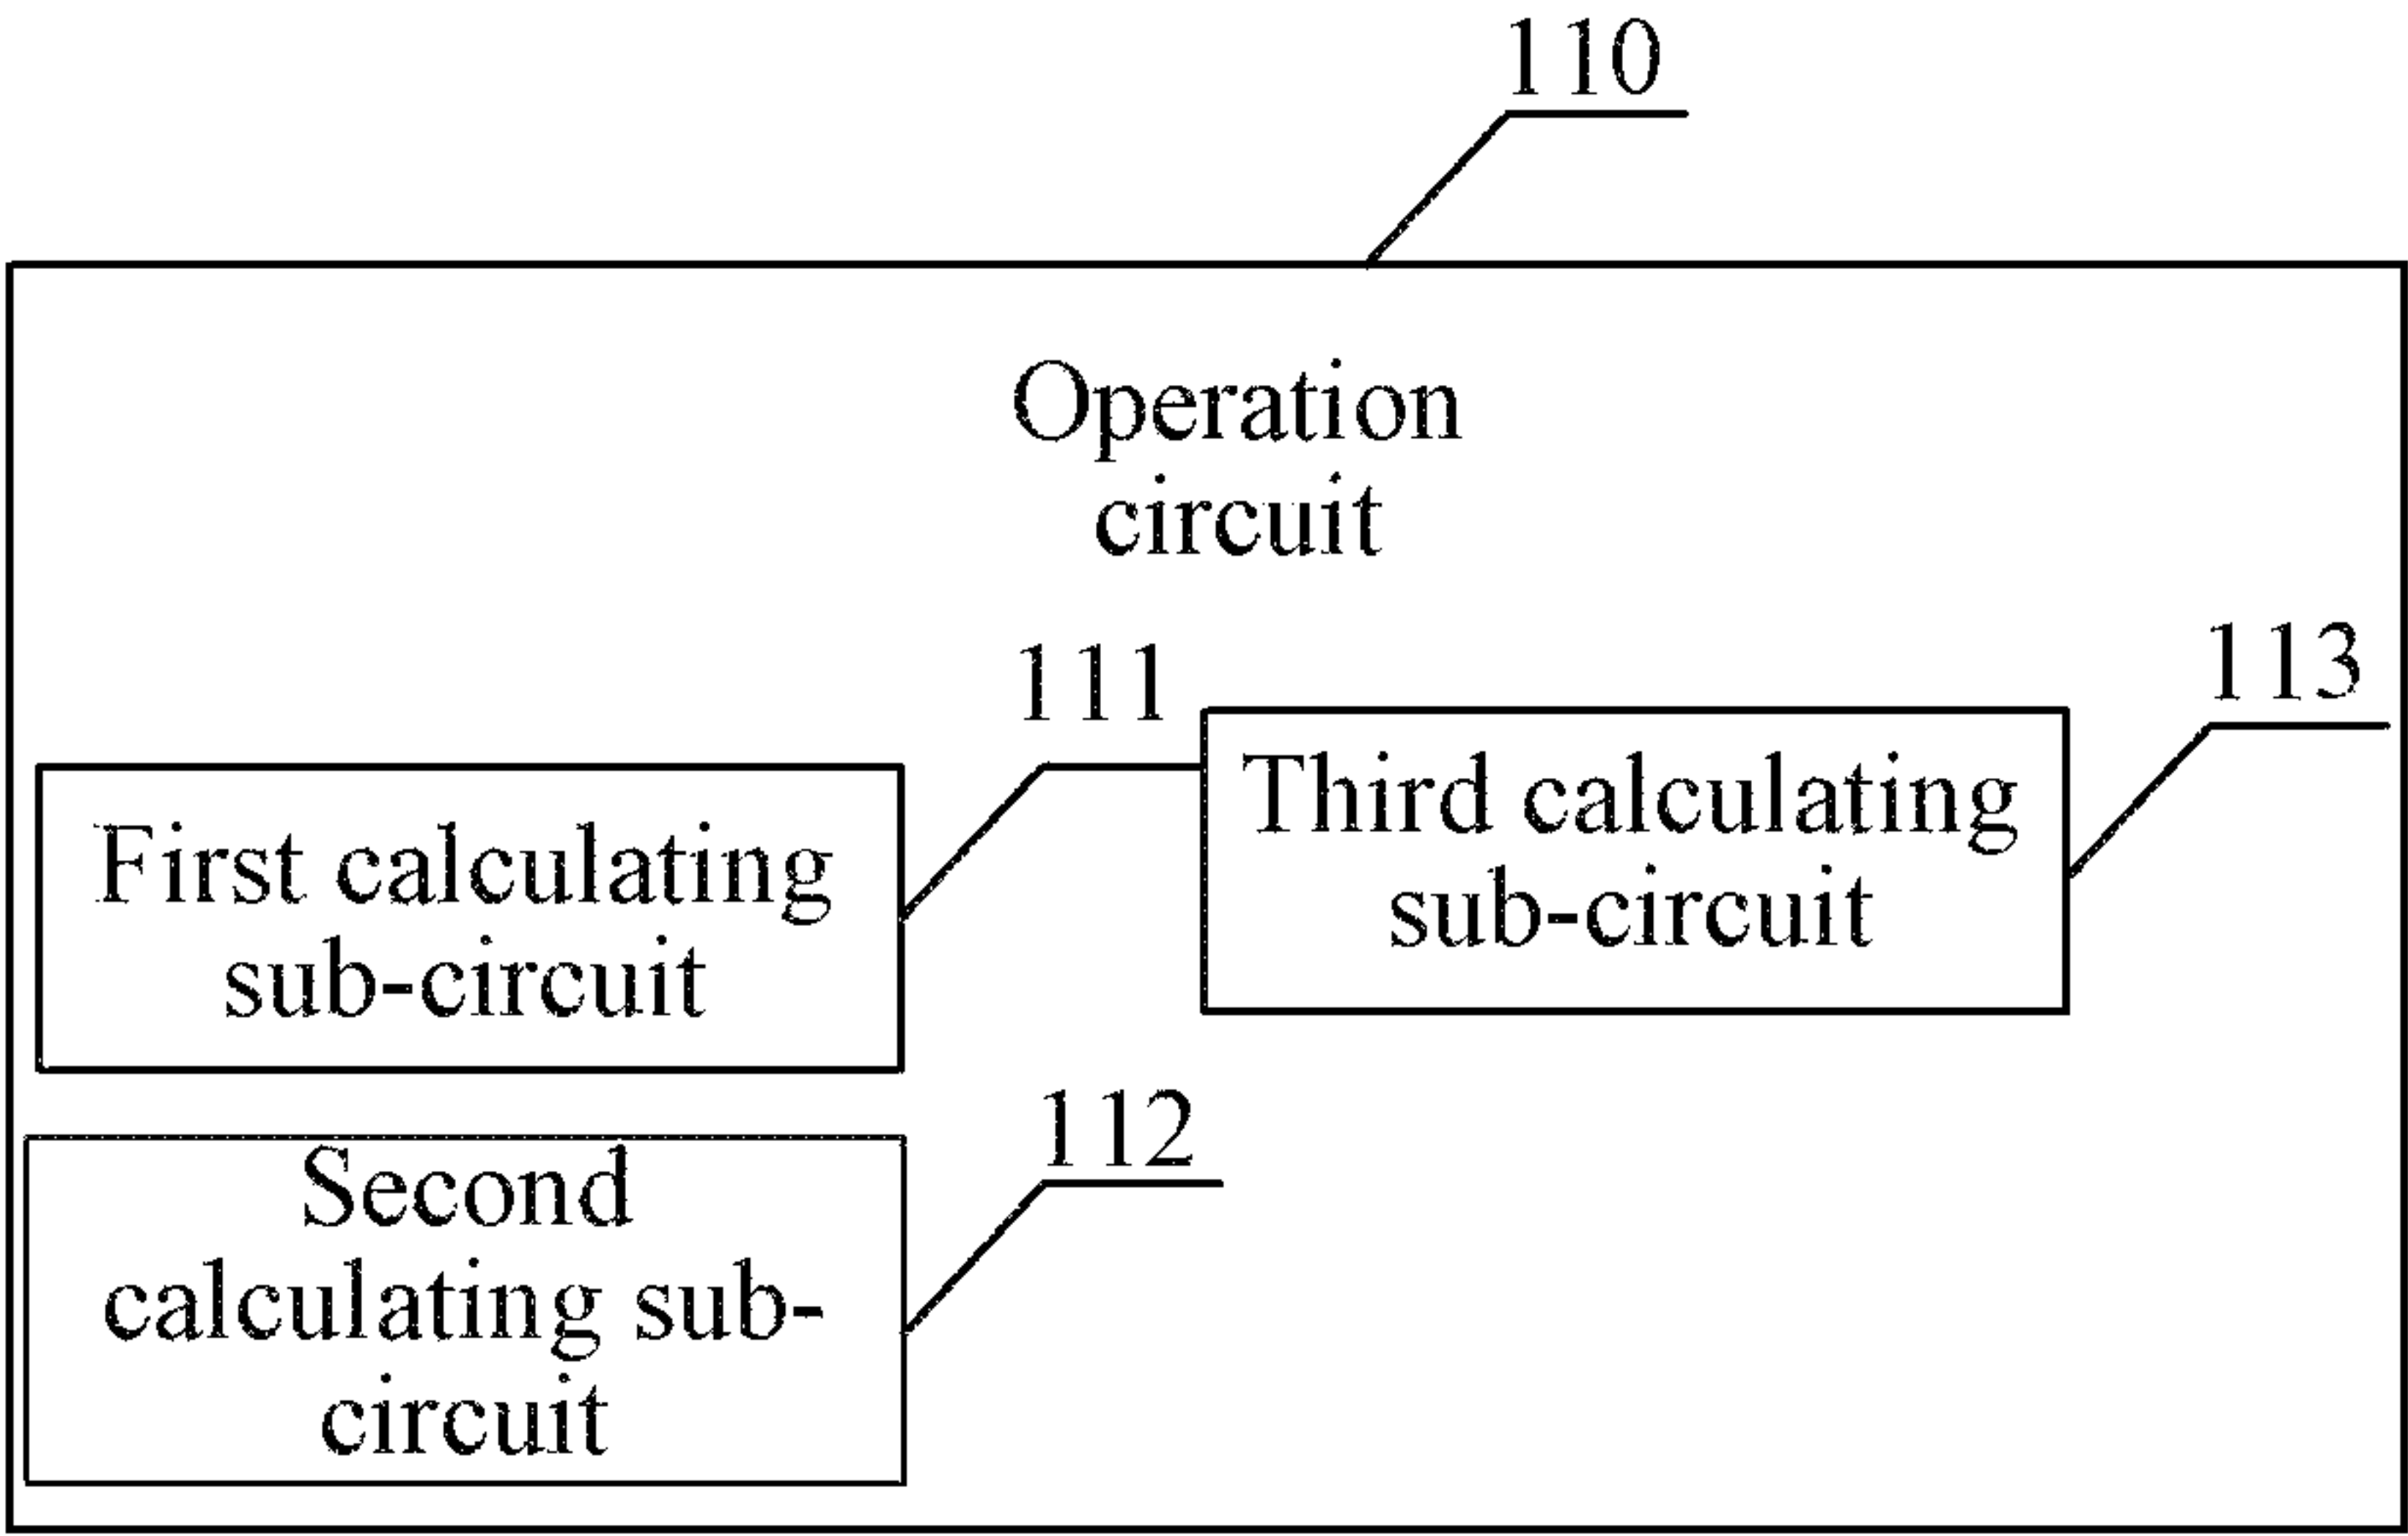 110
Operation
circuit
111
113
First calculating
sub-circuit
Third calculating
sub-circuit
112
Second
calculating sub-
circuit